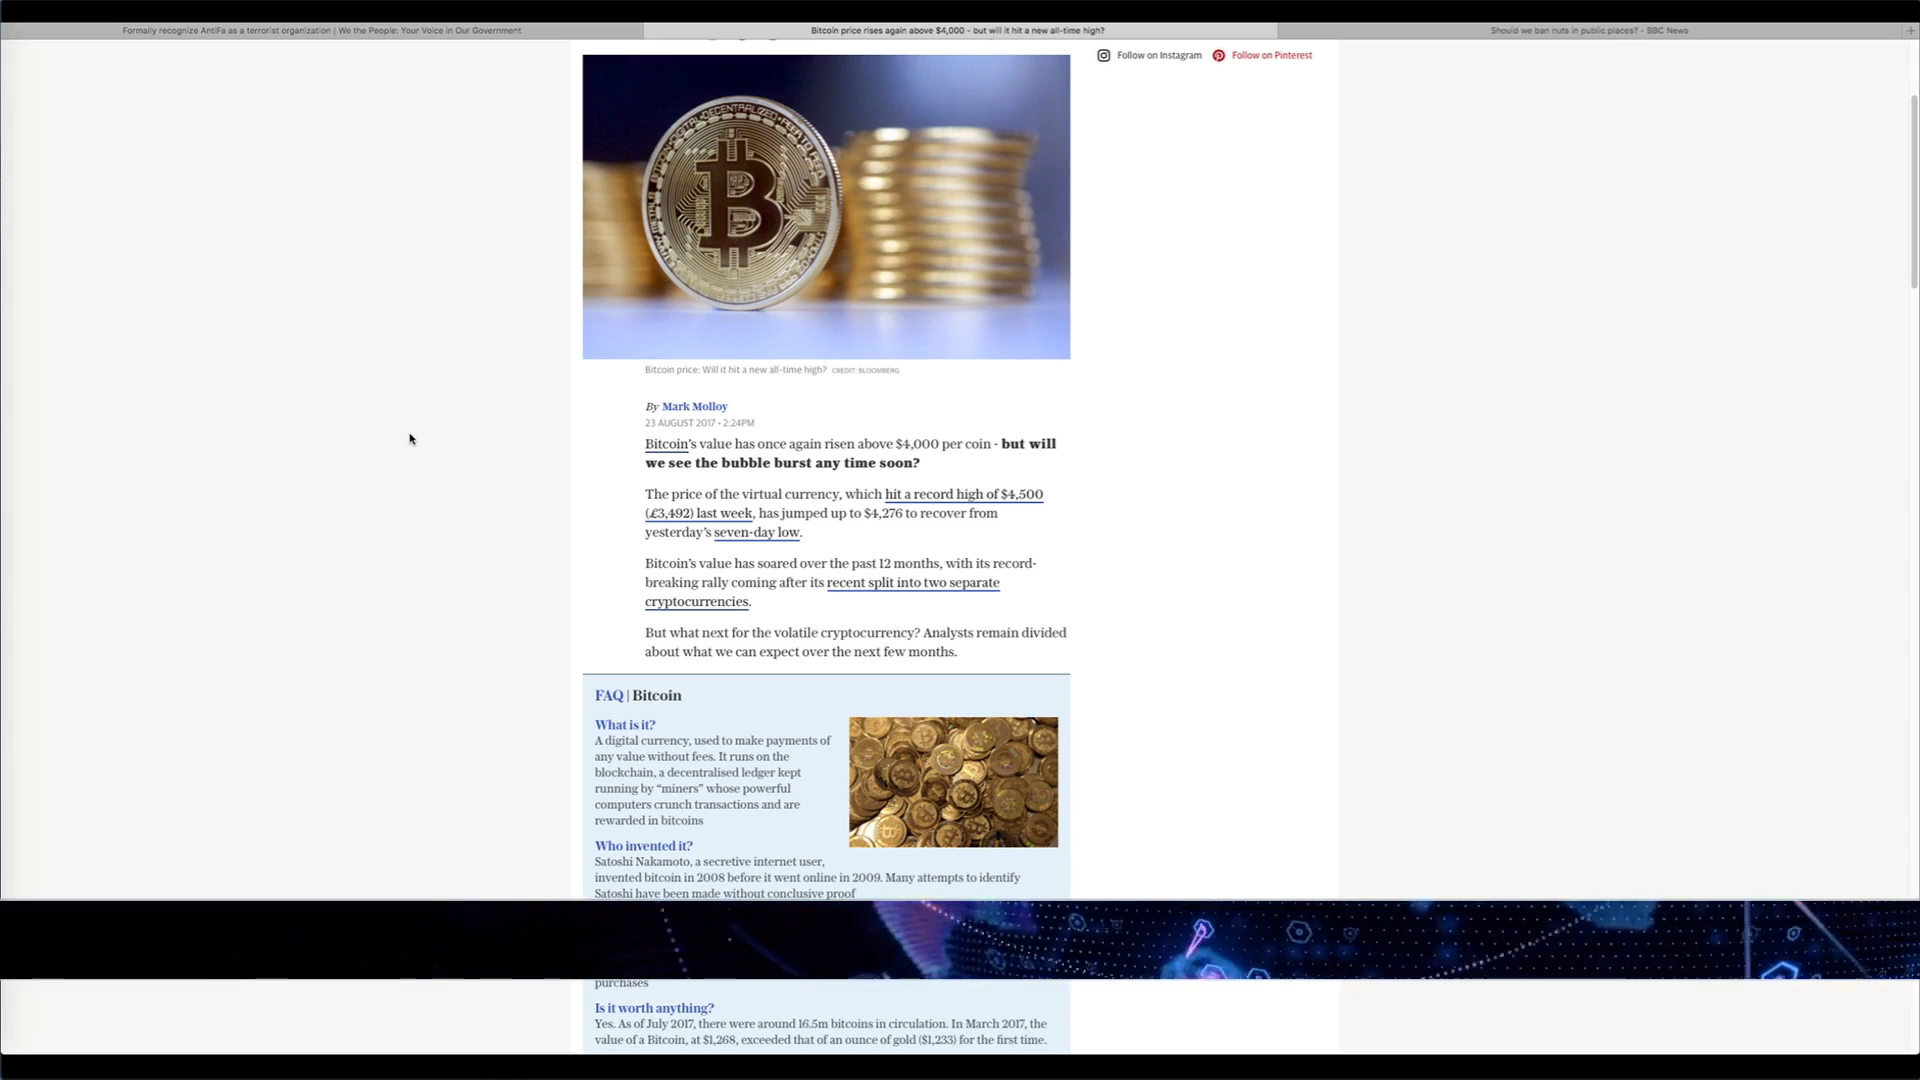 Formally recognize AntiFa as a terrorist organization | We the People: Your Voice in Our Government
Bitcoin price rises again above $4,000 - but will it hit a new all-time high?
Should we ban nuts in public places? - BBC News
Follow on Instagram
Follow on Pinterest
DECENTRALIZED
Bitcoin price: Will it hit a new all-time high? CREDIT: BLOOMBERG
By Mark Molloy
23 AUGUST 2017 • 2:24PM
Bitcoin’s value has once again risen above $4,000 per coin - but will
we see the bubble burst any time soon?
The price of the virtual currency, which hit a record high of $4,500
(£3,492) last week, has jumped up to $4,276 to recover from
yesterday’s seven-day low.
Bitcoin’s value has soared over the past 12 months, with its record-
breaking rally coming after its recent split into two separate
cryptocurrencies.
But what next for the volatile cryptocurrency? Analysts remain divided
about what we can expect over the next few months.
FAQ | Bitcoin
What is it?
A digital currency, used to make payments of
any value without fees. It runs on the
blockchain, a decentralised ledger kept
running by “miners” whose powerful
computers crunch transactions and are
rewarded in bitcoins
Who invented it?
Satoshi Nakamoto, a secretive internet user,
invented bitcoin in 2008 before it went online in 2009. Many attempts to identify
Satoshi have been made without conclusive proof
purchases
Is it worth anything?
Yes. As of July 2017, there were around 16.5m bitcoins in circulation. In March 2017, the
value of a Bitcoin, at $1,268, exceeded that of an ounce of gold ($1,233) for the first time.